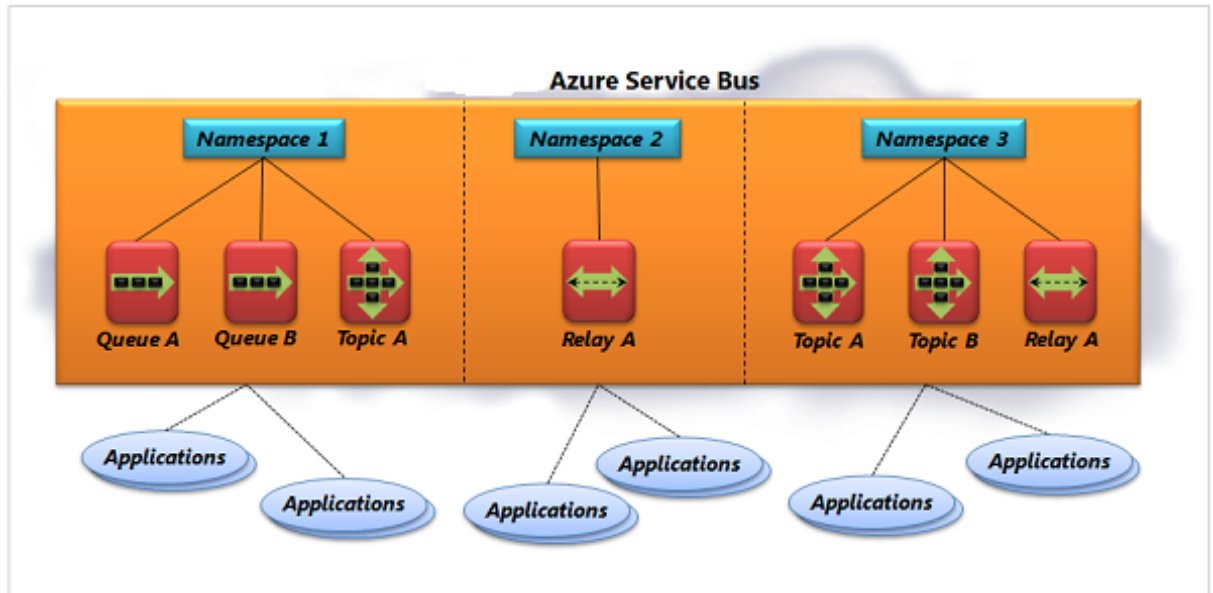 Azure Service Bus
Namespace 1
Namespace 2
Namespace 3
Queue A
Queue B
Topic A
Relay A
Topic A
Topic B
Relay A
Applications
Applications
Applications
Applications
Applications
Applications